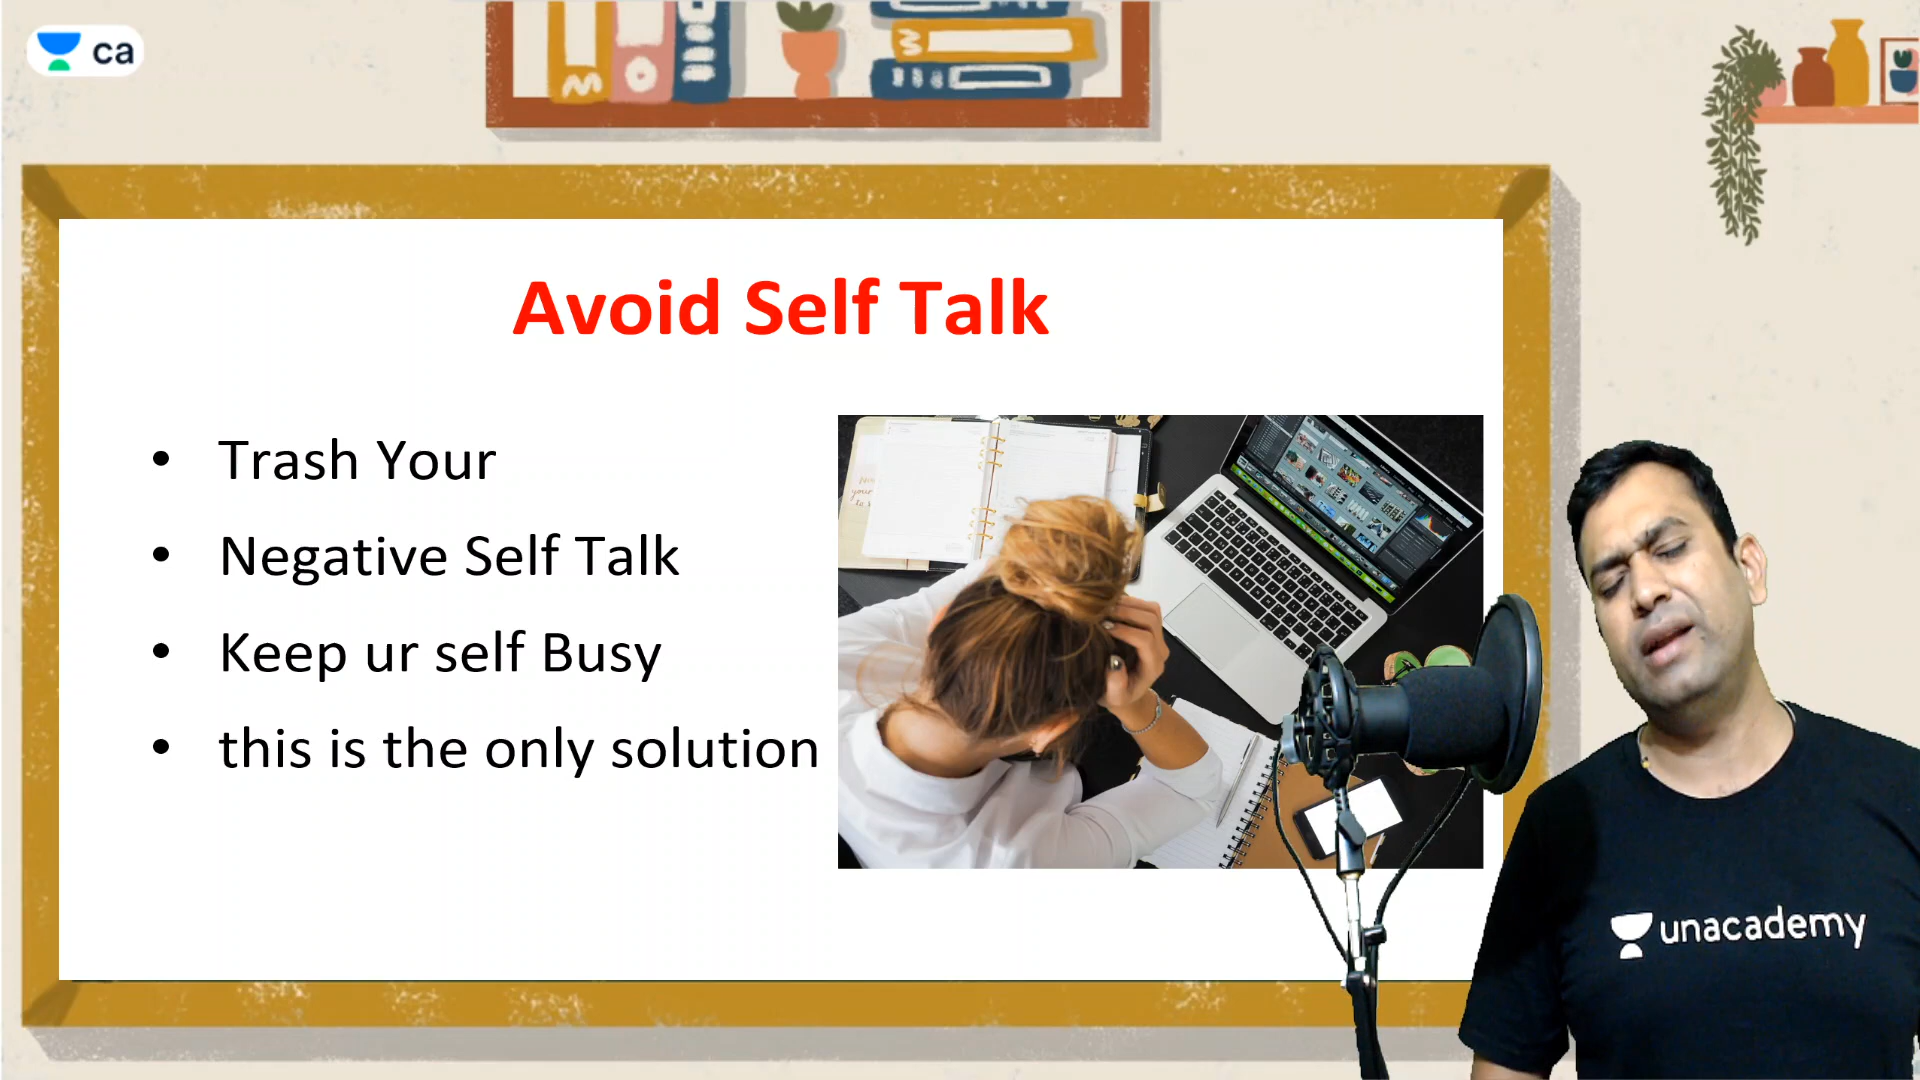 ca
Avoid Self Talk
• Trash Your
• Negative Self Talk
• Keep ur self Busy
• this is the only solution
unacademy